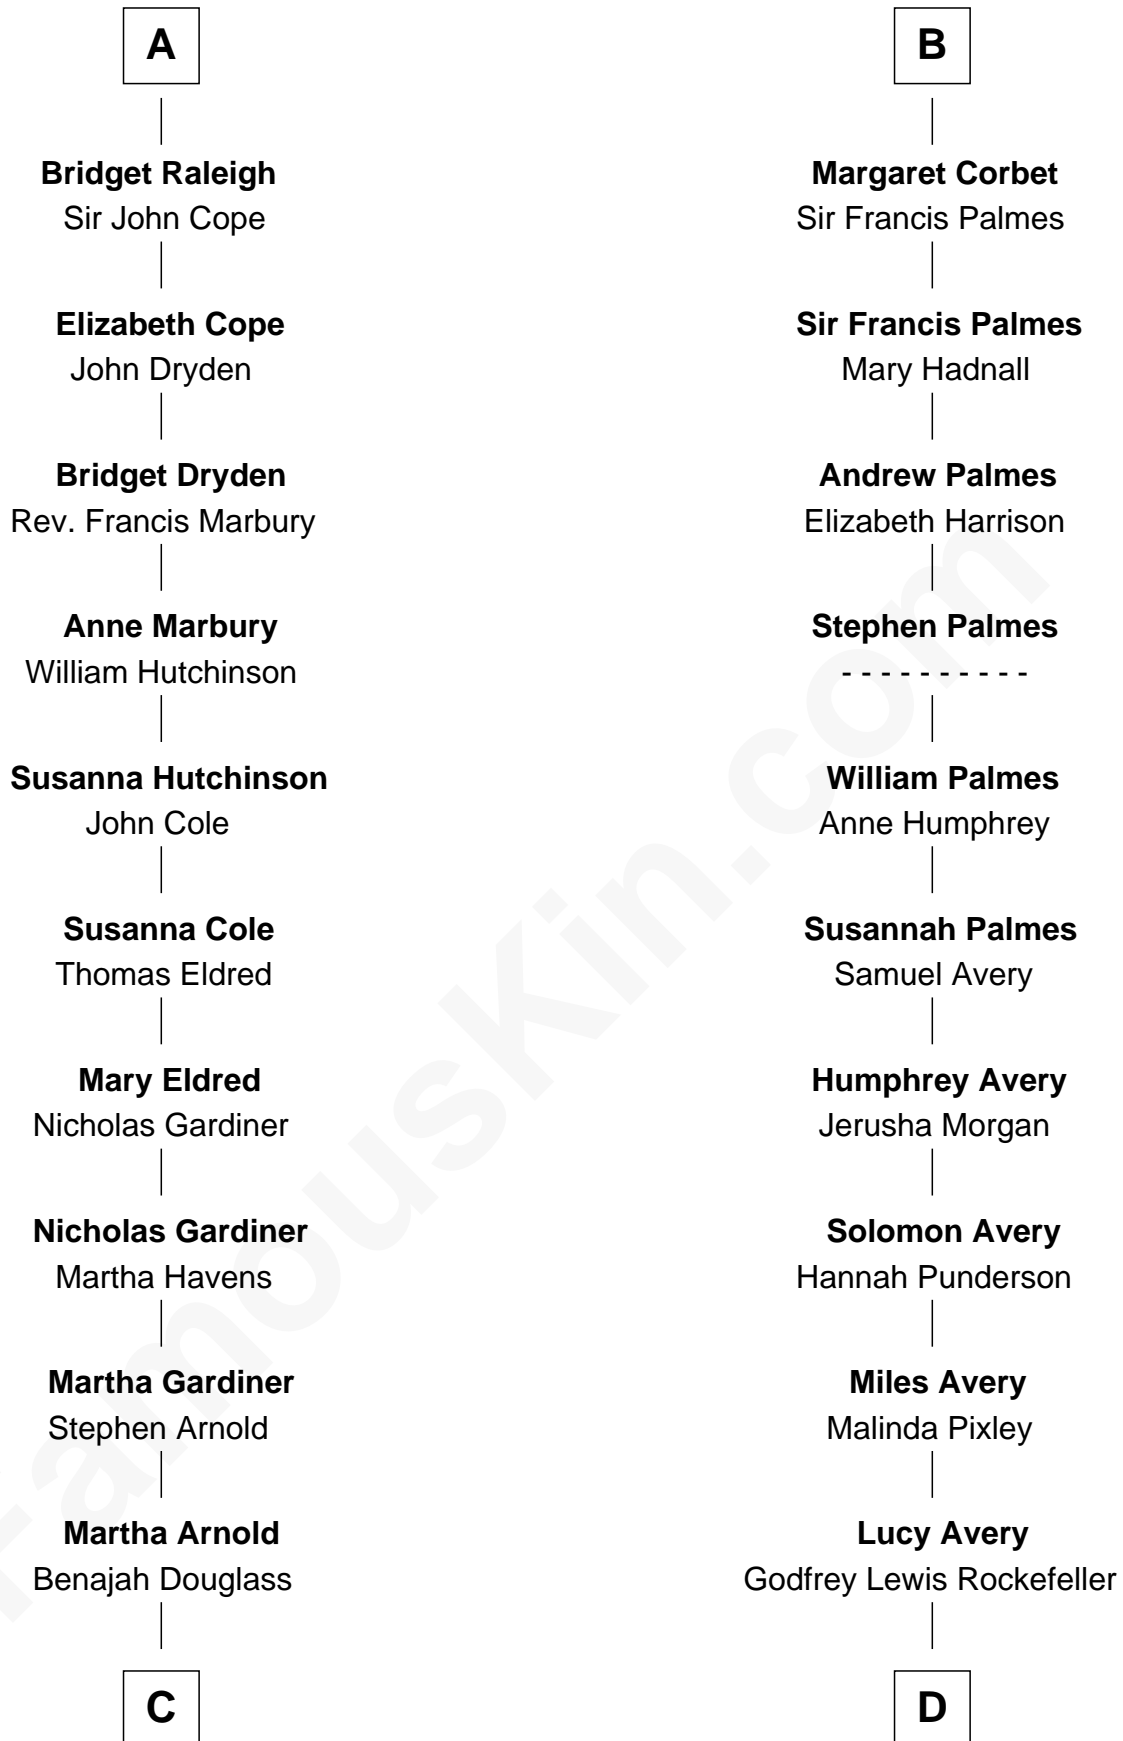 A
Bridget Raleigh
Sir John Cope
Elizabeth Cope
John Dryden
Bridget Dryden
Rev. Francis Marbury
Anne Marbury
William Hutchinson
Susanna Hutchinson
John Cole
Susanna Cole
Thomas Eldred
Mary Eldred
Nicholas Gardiner
Nicholas Gardiner
Martha Havens
Martha Gardiner
Stephen Arnold
Martha Arnold
Benajah Douglass
C
B
Margaret Corbet
Sir Francis Palmes
Sir Francis Palmes
Mary Hadnall
Andrew Palmes
Elizabeth Harrison
Stephen Palmes
- - - - - - - - - -
William Palmes
Anne Humphrey
Susannah Palmes
Samuel Avery
Humphrey Avery
Jerusha Morgan
Solomon Avery
Hannah Punderson
Miles Avery
Malinda Pixley
Lucy Avery
Godfrey Lewis Rockefeller
D
FamousKin.com